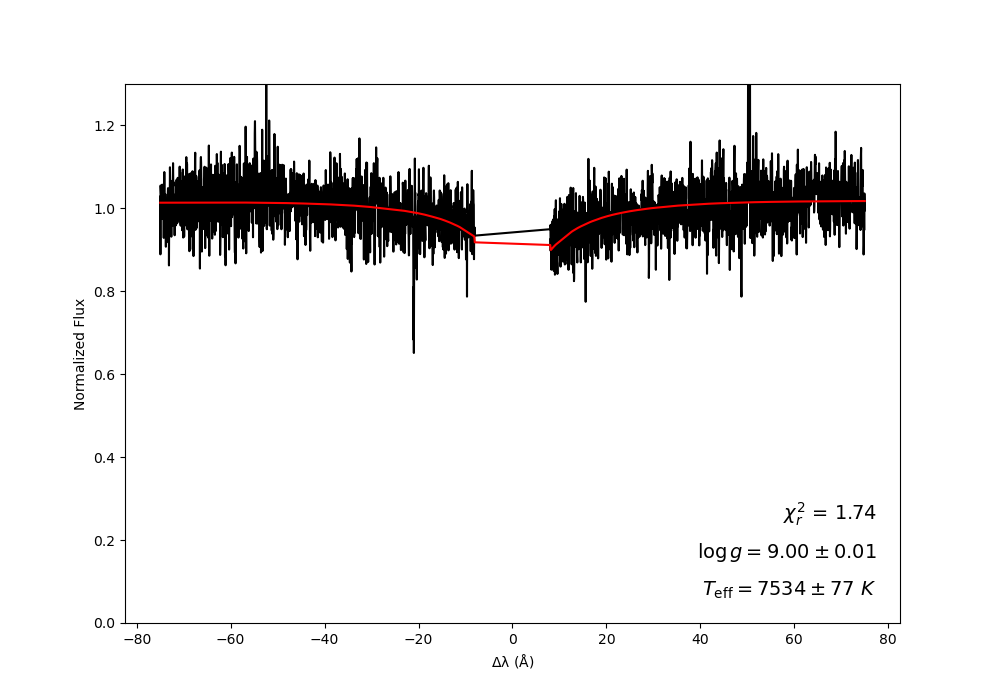 1.2
1.0
0.8
0.6
0.4
0.2
0.0
Normalized Flux
χ²ᵣ = 1.74
log g = 9.00 ± 0.01
T_eff = 7534 ± 77 K
−80 −60 −40 −20 0 20 40 60 80
Δλ (Å)